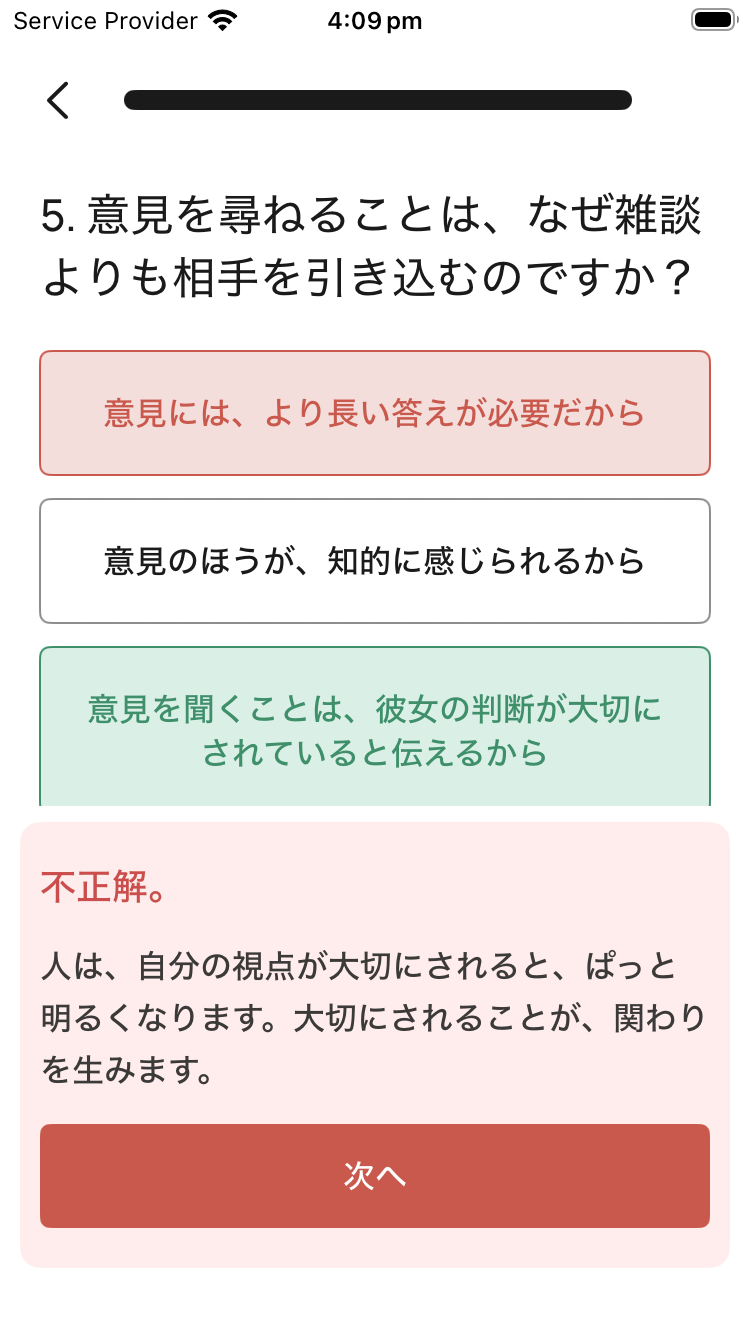 Service Provider
4:09 pm
5. 意見を尋ねることは、なぜ雑談
よりも相手を引き込むのですか？
意見には、より長い答えが必要だから
意見のほうが、知的に感じられるから
意見を聞くことは、彼女の判断が大切に
されていると伝えるから
不正解。
人は、自分の視点が大切にされると、ぱっと
明るくなります。大切にされることが、関わり
を生みます。
次へ